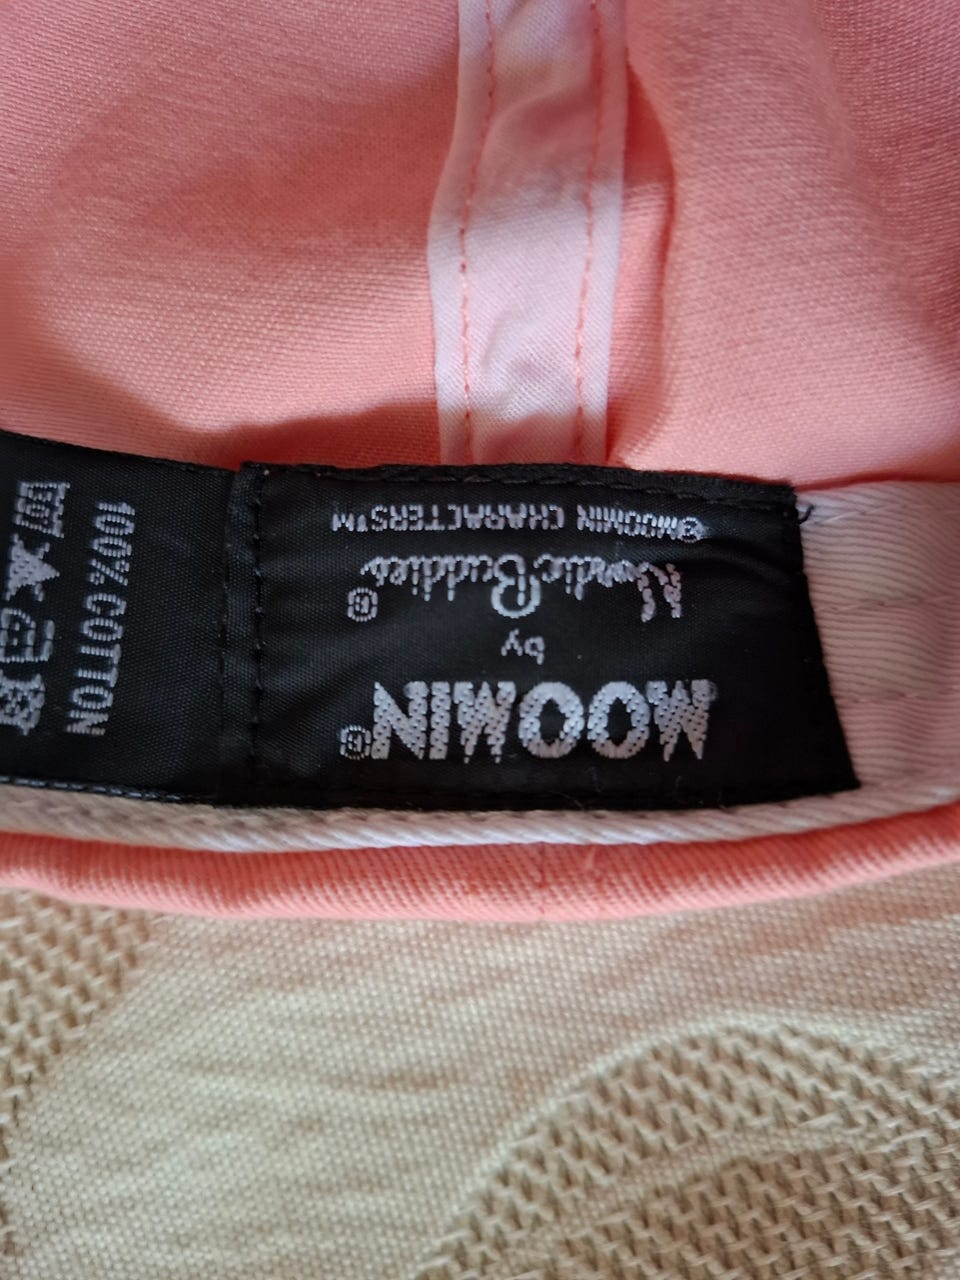 MOOMIN®
by
Nordic Buddies®
©MOOMIN CHARACTERS™
100% COTTON